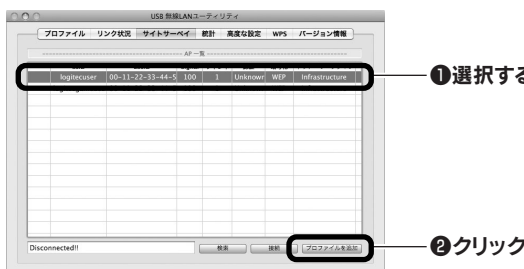 USB 無線LANユーティリティ
プロファイル リンク状況 サイトサーベイ 統計 高度な設定 WPS バージョン情報
AP一覧
logitecuser 00-11-22-33-44-5 100 1 Unknowr WEP Infrastructure
❶選択する
Disconnected!! 検索 接続 プロファイルを追加
❷クリック